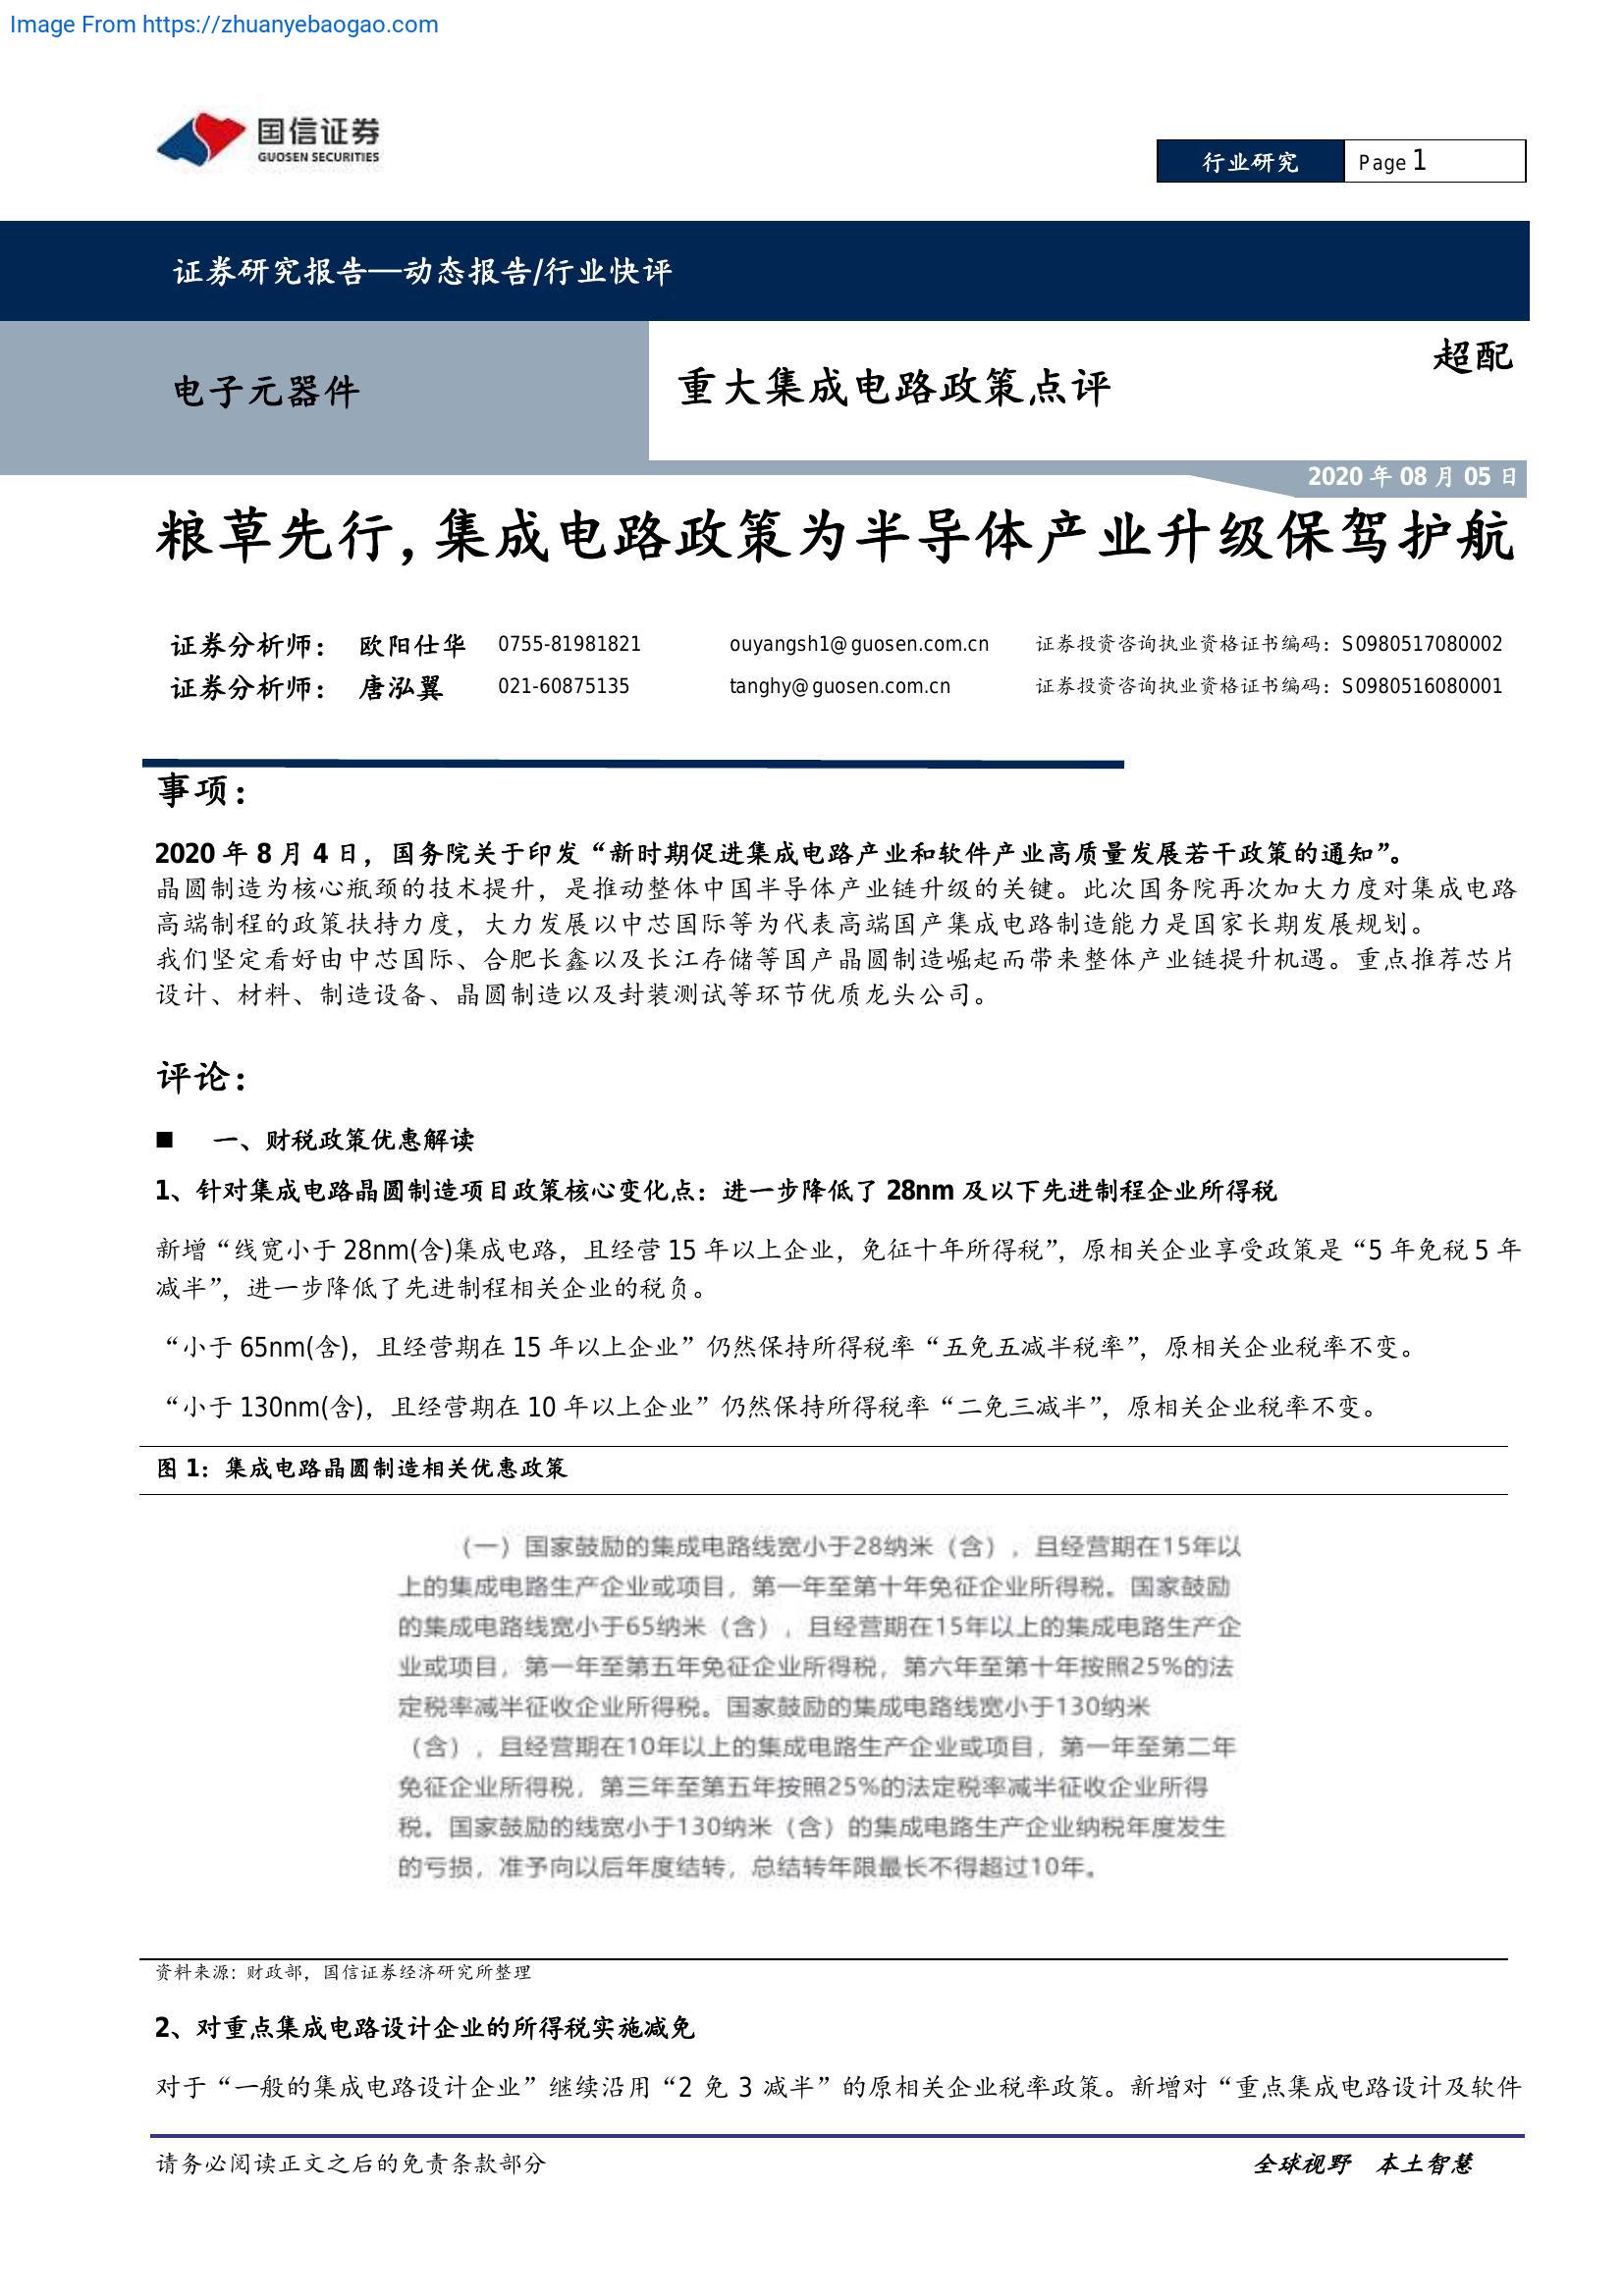 Image From https://zhuanyebaogao.com
国信证券
GUOSEN SECURITIES
行业研究
Page 1
证券研究报告—动态报告/行业快评
电子元器件
重大集成电路政策点评
超配
2020 年 08 月 05 日
粮草先行，集成电路政策为半导体产业升级保驾护航
证券分析师： 欧阳仕华 0755-81981821 ouyangsh1@guosen.com.cn 证券投资咨询执业资格证书编码：S0980517080002
证券分析师： 唐泓翼 021-60875135 tanghy@guosen.com.cn 证券投资咨询执业资格证书编码：S0980516080001
事项：
2020 年 8 月 4 日，国务院关于印发“新时期促进集成电路产业和软件产业高质量发展若干政策的通知”。
晶圆制造为核心瓶颈的技术提升，是推动整体中国半导体产业链升级的关键。此次国务院再次加大力度对集成电路
高端制程的政策扶持力度，大力发展以中芯国际等为代表高端国产集成电路制造能力是国家长期发展规划。
我们坚定看好由中芯国际、合肥长鑫以及长江存储等国产晶圆制造崛起而带来整体产业链提升机遇。重点推荐芯片
设计、材料、制造设备、晶圆制造以及封装测试等环节优质龙头公司。
评论：
■ 一、财税政策优惠解读
1、针对集成电路晶圆制造项目政策核心变化点：进一步降低了 28nm 及以下先进制程企业所得税
新增“线宽小于 28nm(含)集成电路，且经营 15 年以上企业，免征十年所得税”，原相关企业享受政策是“5 年免税 5 年
减半”，进一步降低了先进制程相关企业的税负。
“小于 65nm(含)，且经营期在 15 年以上企业”仍然保持所得税率“五免五减半税率”，原相关企业税率不变。
“小于 130nm(含)，且经营期在 10 年以上企业”仍然保持所得税率“二免三减半”，原相关企业税率不变。
图 1：集成电路晶圆制造相关优惠政策
（一）国家鼓励的集成电路线宽小于28纳米（含），且经营期在15年以
上的集成电路生产企业或项目，第一年至第十年免征企业所得税。国家鼓励
的集成电路线宽小于65纳米（含），且经营期在15年以上的集成电路生产企
业或项目，第一年至第五年免征企业所得税，第六年至第十年按照25%的法
定税率减半征收企业所得税。国家鼓励的集成电路线宽小于130纳米
（含），且经营期在10年以上的集成电路生产企业或项目，第一年至第二年
免征企业所得税，第三年至第五年按照25%的法定税率减半征收企业所得
税。国家鼓励的线宽小于130纳米（含）的集成电路生产企业纳税年度发生
的亏损，准予向以后年度结转，总结转年限最长不得超过10年。
资料来源：财政部，国信证券经济研究所整理
2、对重点集成电路设计企业的所得税实施减免
对于“一般的集成电路设计企业”继续沿用“2 免 3 减半”的原相关企业税率政策。新增对“重点集成电路设计及软件
请务必阅读正文之后的免责条款部分
全球视野 本土智慧